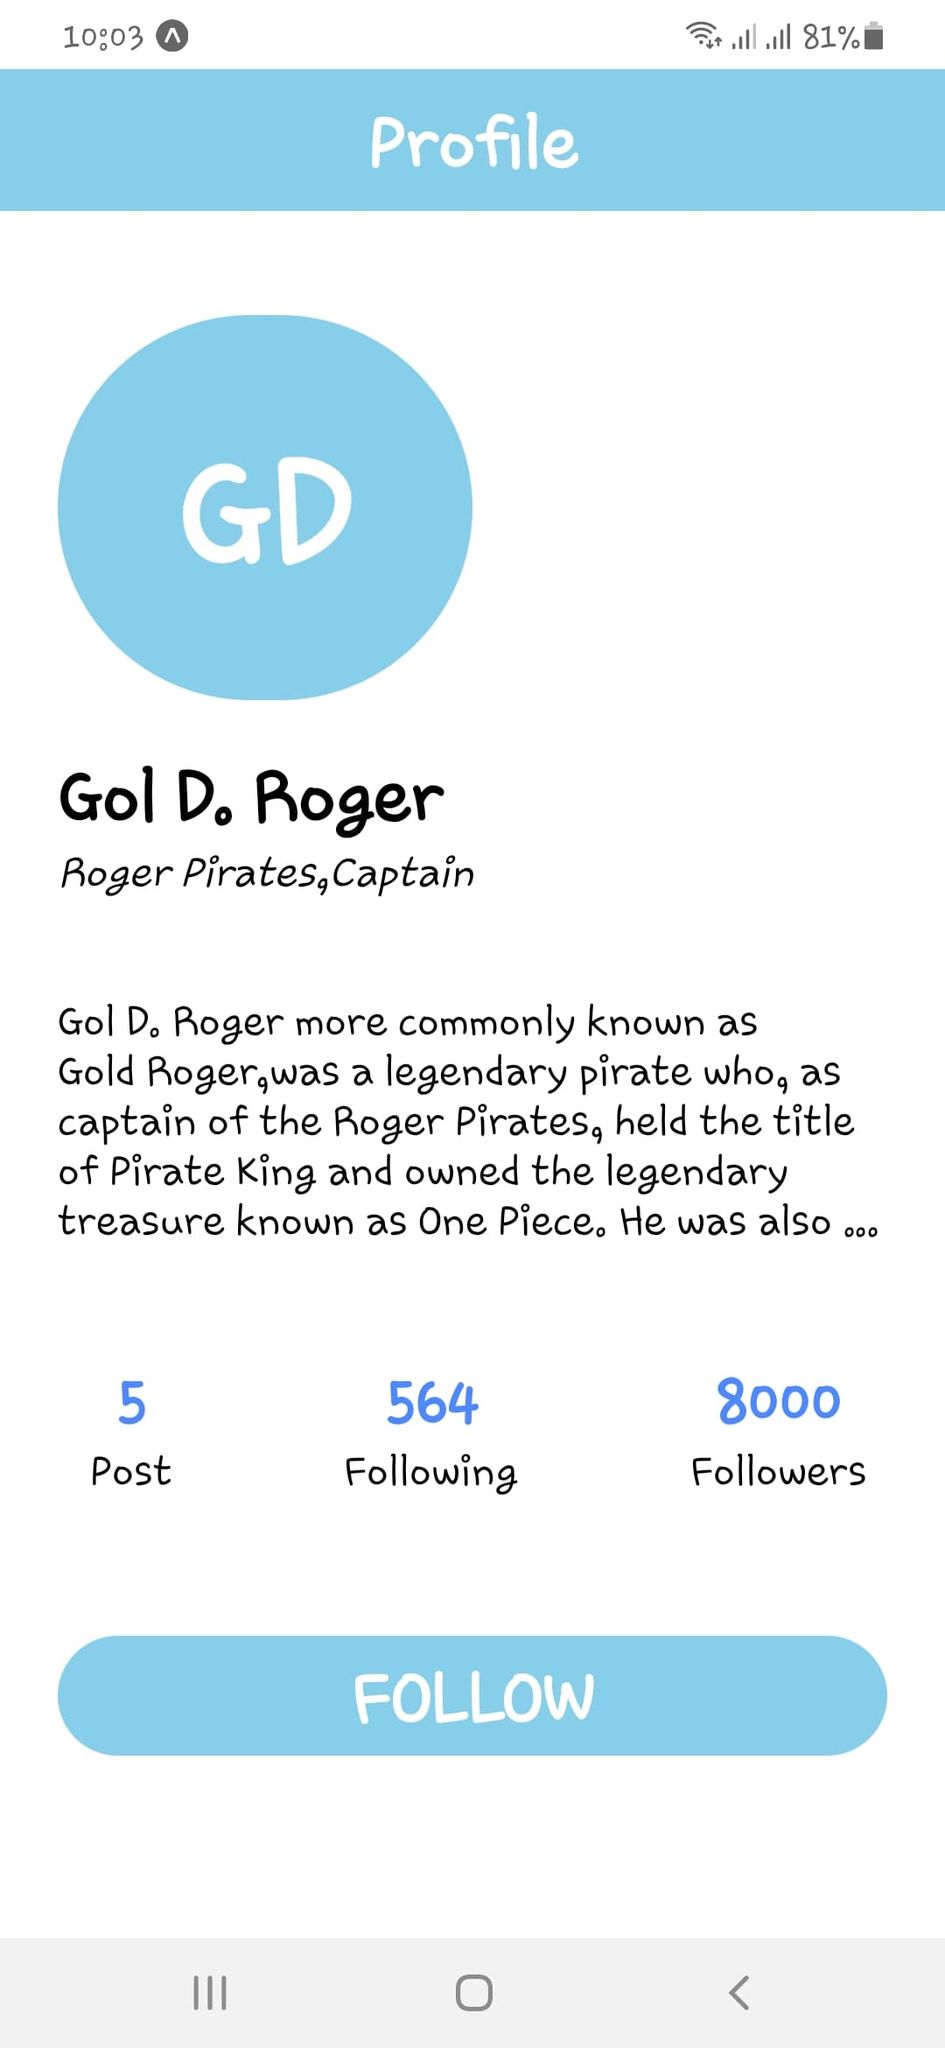 10:03
81%
Profile
GD
Gol D. Roger
Roger Pirates,Captain
Gol D. Roger more commonly known as
Gold Roger,was a legendary pirate who, as
captain of the Roger Pirates, held the title
of Pirate King and owned the legendary
treasure known as One Piece. He was also ...
5 564 8000
Post Following Followers
FOLLOW